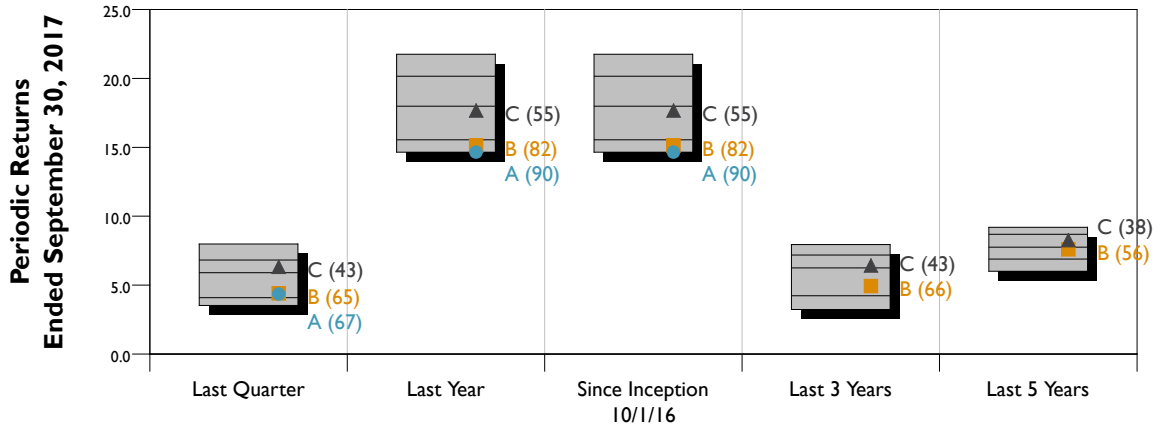 Periodic Returns
Ended September 30, 2017
25.0
20.0
15.0
10.0
5.0
0.0
C (43)
B (65)
A (67)
C (55)
B (82)
A (90)
C (55)
B (82)
A (90)
C (43)
B (66)
C (38)
B (56)
Last Quarter
Last Year
Since Inception
10/1/16
Last 3 Years
Last 5 Years